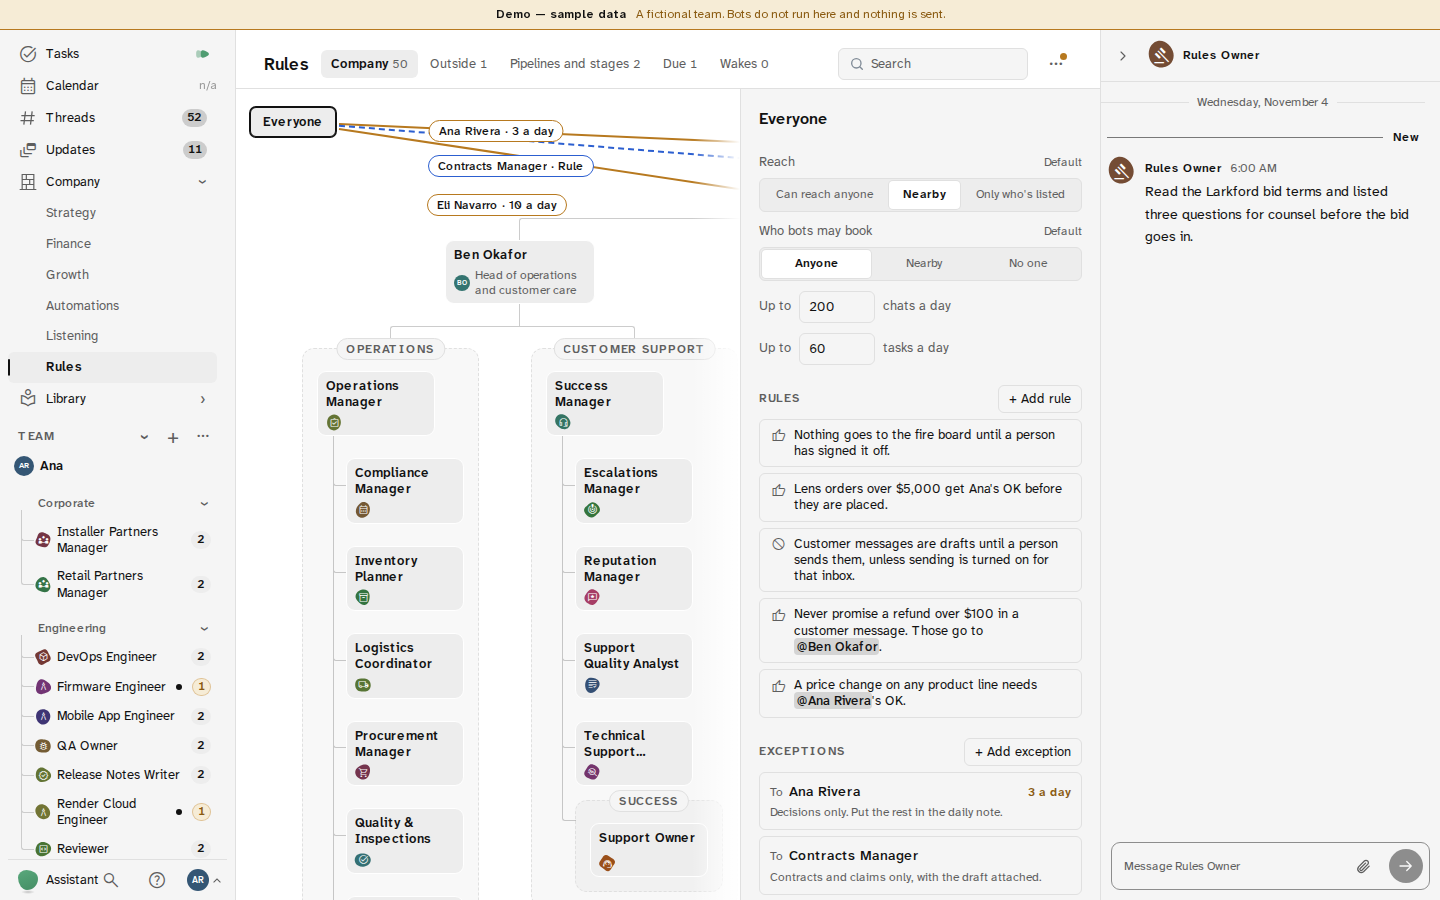 Demo — sample data A fictional team. Bots do not run here and nothing is sent.
Tasks
Calendar n/a
Threads 52
Updates 11
Company
Strategy
Finance
Growth
Automations
Listening
Rules
Library
TEAM
AR Ana
Corporate
Installer Partners
Manager 2
Retail Partners
Manager 2
Engineering
DevOps Engineer 2
Firmware Engineer 1
Mobile App Engineer 2
QA Owner 2
Release Notes Writer 2
Render Cloud
Engineer 1
Reviewer 2
Assistant AR
Rules Company 50 Outside 1 Pipelines and stages 2 Due 1 Wakes 0 Search
Everyone
Ana Rivera · 3 a day
Contracts Manager · Rule
Eli Navarro · 10 a day
Ben Okafor
BO Head of operations
and customer care
OPERATIONS
Operations
Manager
Compliance
Manager
Inventory
Planner
Logistics
Coordinator
Procurement
Manager
Quality &
Inspections
CUSTOMER SUPPORT
Success
Manager
Escalations
Manager
Reputation
Manager
Support
Quality Analyst
Technical
Support...
SUCCESS
Support Owner
Everyone
Reach Default
Can reach anyone Nearby Only who's listed
Who bots may book Default
Anyone Nearby No one
Up to 200 chats a day
Up to 60 tasks a day
RULES + Add rule
Nothing goes to the fire board until a person
has signed it off.
Lens orders over $5,000 get Ana's OK before
they are placed.
Customer messages are drafts until a person
sends them, unless sending is turned on for
that inbox.
Never promise a refund over $100 in a
customer message. Those go to
@Ben Okafor.
A price change on any product line needs
@Ana Rivera's OK.
EXCEPTIONS + Add exception
To Ana Rivera 3 a day
Decisions only. Put the rest in the daily note.
To Contracts Manager
Contracts and claims only, with the draft attached.
Rules Owner
Wednesday, November 4
New
Rules Owner 6:00 AM
Read the Larkford bid terms and listed
three questions for counsel before the bid
goes in.
Message Rules Owner